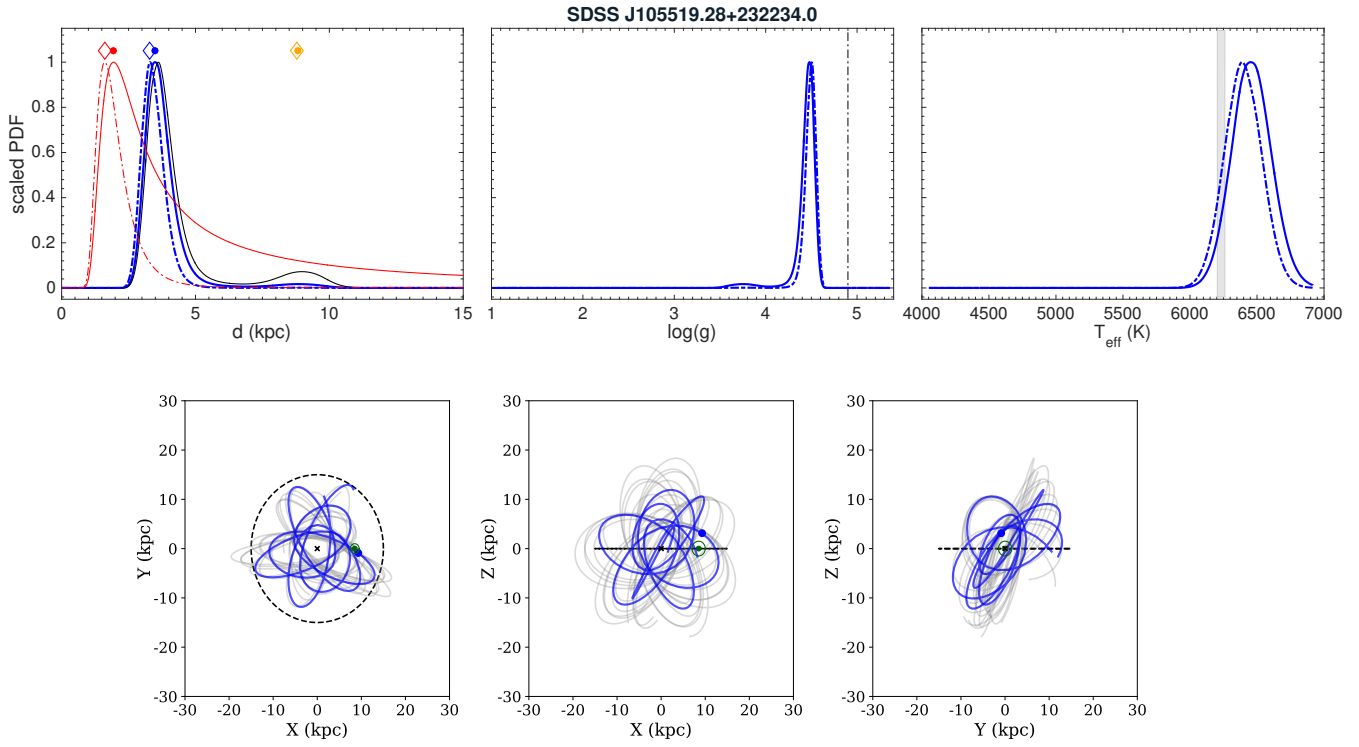 SDSS J105519.28+232234.0
scaled PDF
1
0.8
0.6
0.4
0.2
0
0 5 10 15
d (kpc)
1 2 3 4 5
log(g)
4000 4500 5000 5500 6000 6500 7000
T_eff (K)
Y (kpc)
30
20
10
0
-10
-20
-30
-30 -20 -10 0 10 20 30
X (kpc)
Z (kpc)
30
20
10
0
-10
-20
-30
-30 -20 -10 0 10 20 30
X (kpc)
Z (kpc)
30
20
10
0
-10
-20
-30
-30 -20 -10 0 10 20 30
Y (kpc)